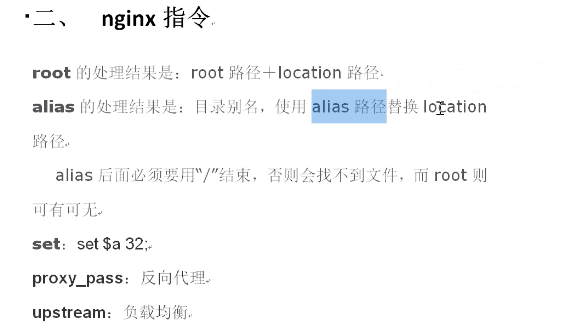 ·二、 nginx 指令
root 的处理结果是：root 路径＋location 路径
alias 的处理结果是：目录别名，使用 alias 路径替换 location
路径
alias 后面必须要用“/”结束，否则会找不到文件，而 root 则
可有可无
set：set $a 32;
proxy_pass：反向代理
upstream：负载均衡